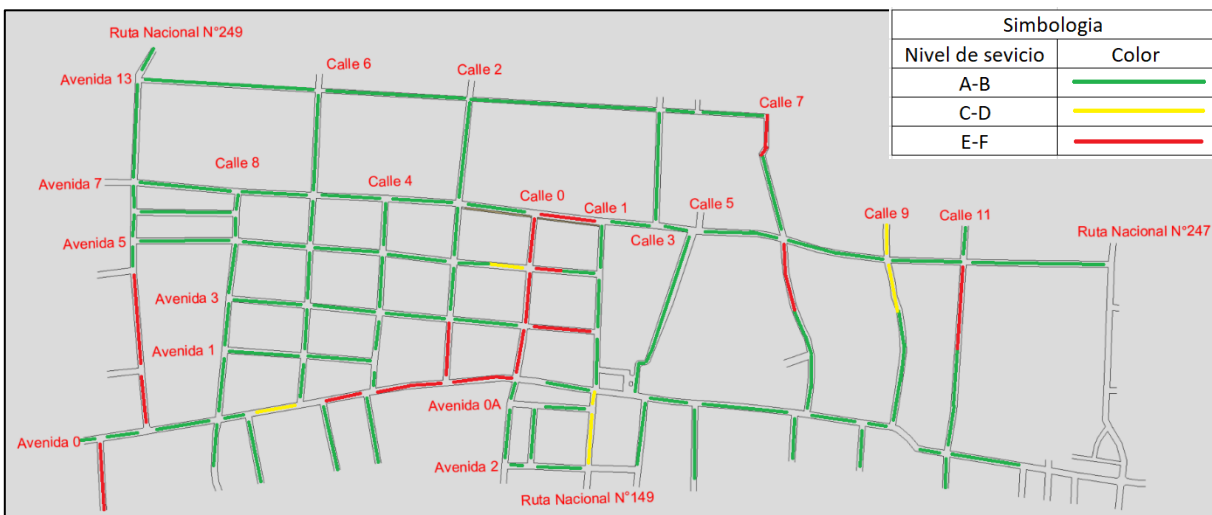 Simbologia
Nivel de sevicio Color
A-B
C-D
E-F
Ruta Nacional N°249
Calle 6
Calle 2
Avenida 13
Calle 7
Calle 8
Calle 4
Avenida 7
Calle 0
Calle 1
Calle 5
Calle 9
Calle 11
Avenida 5
Calle 3
Ruta Nacional N°247
Avenida 3
Avenida 1
Avenida 0A
Avenida 0
Avenida 2
Ruta Nacional N°149